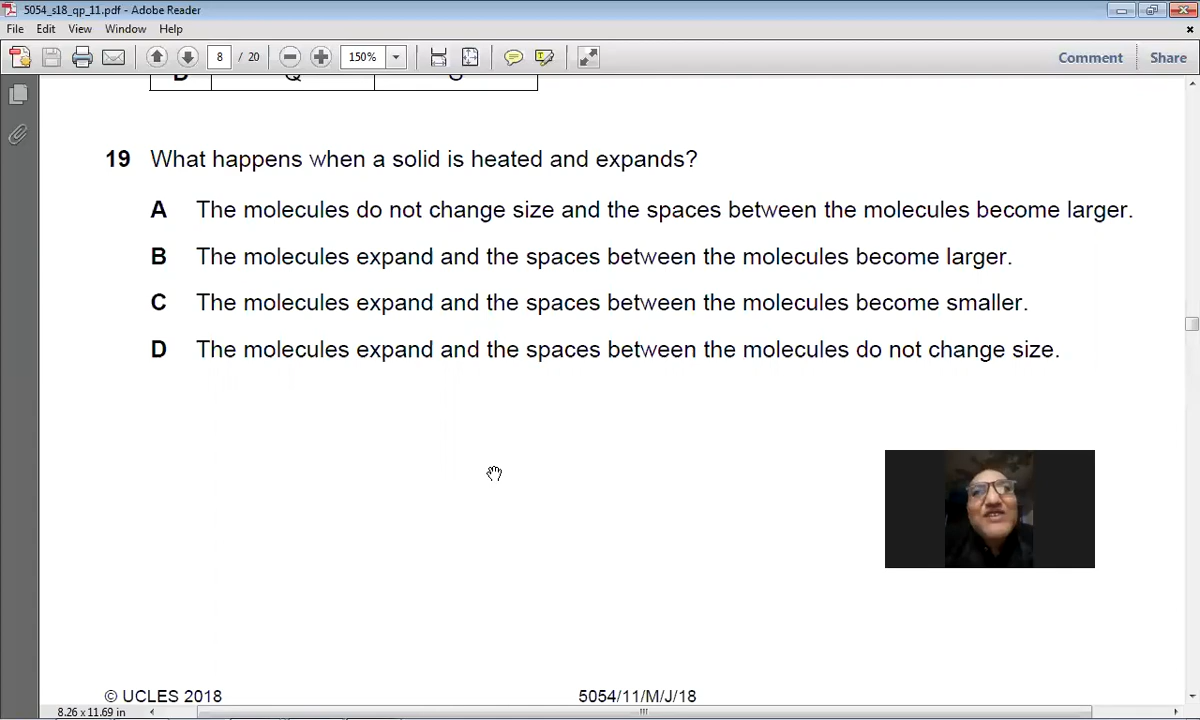 5054_s18_qp_11.pdf - Adobe Reader
File Edit View Window Help
8 / 20 150% Comment Share
D Q S
19 What happens when a solid is heated and expands?
A The molecules do not change size and the spaces between the molecules become larger.
B The molecules expand and the spaces between the molecules become larger.
C The molecules expand and the spaces between the molecules become smaller.
D The molecules expand and the spaces between the molecules do not change size.
© UCLES 2018 5054/11/M/J/18
8.26 x 11.69 in